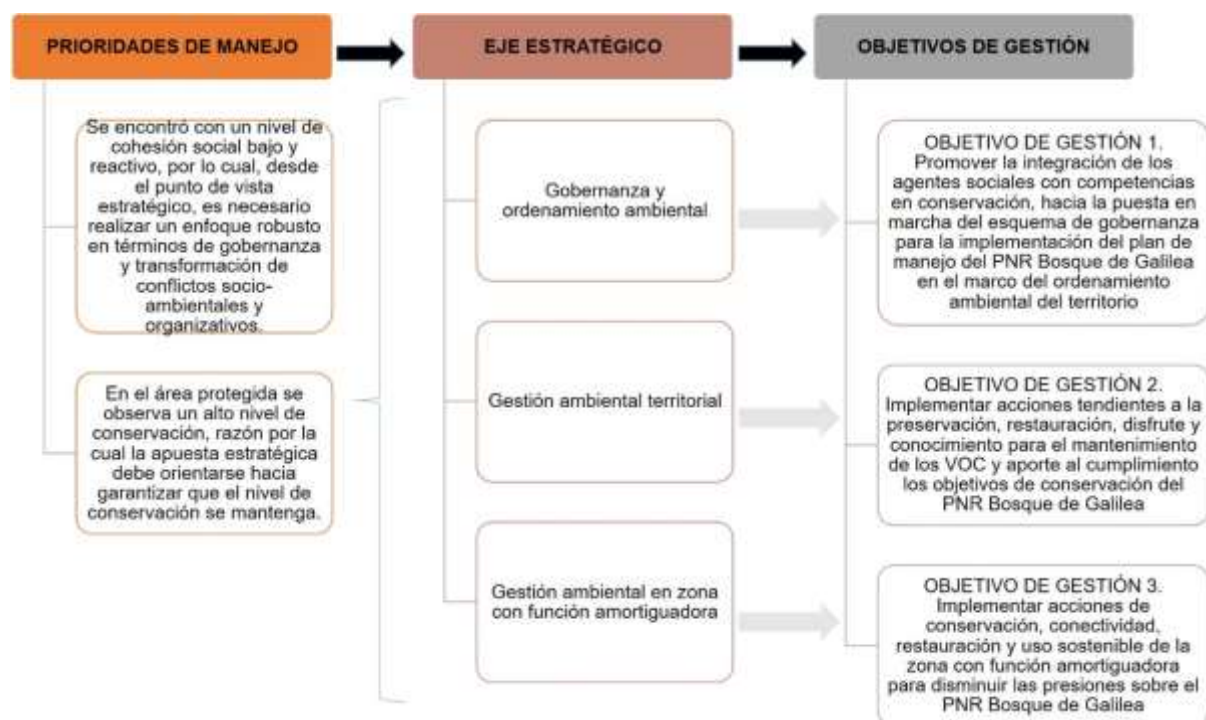 PRIORIDADES DE MANEJO
EJE ESTRATÉGICO
OBJETIVOS DE GESTIÓN
Se encontró con un nivel de
cohesión social bajo y
reactivo, por lo cual, desde
el punto de vista
estratégico, es necesario
realizar un enfoque robusto
en términos de gobernanza
y transformación de
conflictos socio-
ambientales y
organizativos.
En el área protegida se
observa un alto nivel de
conservación, razón por la
cual la apuesta estratégica
debe orientarse hacia
garantizar que el nivel de
conservación se mantenga.
Gobernanza y
ordenamiento ambiental
Gestión ambiental territorial
Gestión ambiental en zona
con función amortiguadora
OBJETIVO DE GESTIÓN 1.
Promover la integración de los
agentes sociales con competencias
en conservación, hacia la puesta en
marcha del esquema de gobernanza
para la implementación del plan de
manejo del PNR Bosque de Galilea
en el marco del ordenamiento
ambiental del territorio
OBJETIVO DE GESTIÓN 2.
Implementar acciones tendientes a la
preservación, restauración, disfrute y
conocimiento para el mantenimiento
de los VOC y aporte al cumplimiento
los objetivos de conservación del
PNR Bosque de Galilea
OBJETIVO DE GESTIÓN 3.
Implementar acciones de
conservación, conectividad,
restauración y uso sostenible de la
zona con función amortiguadora
para disminuir las presiones sobre el
PNR Bosque de Galilea